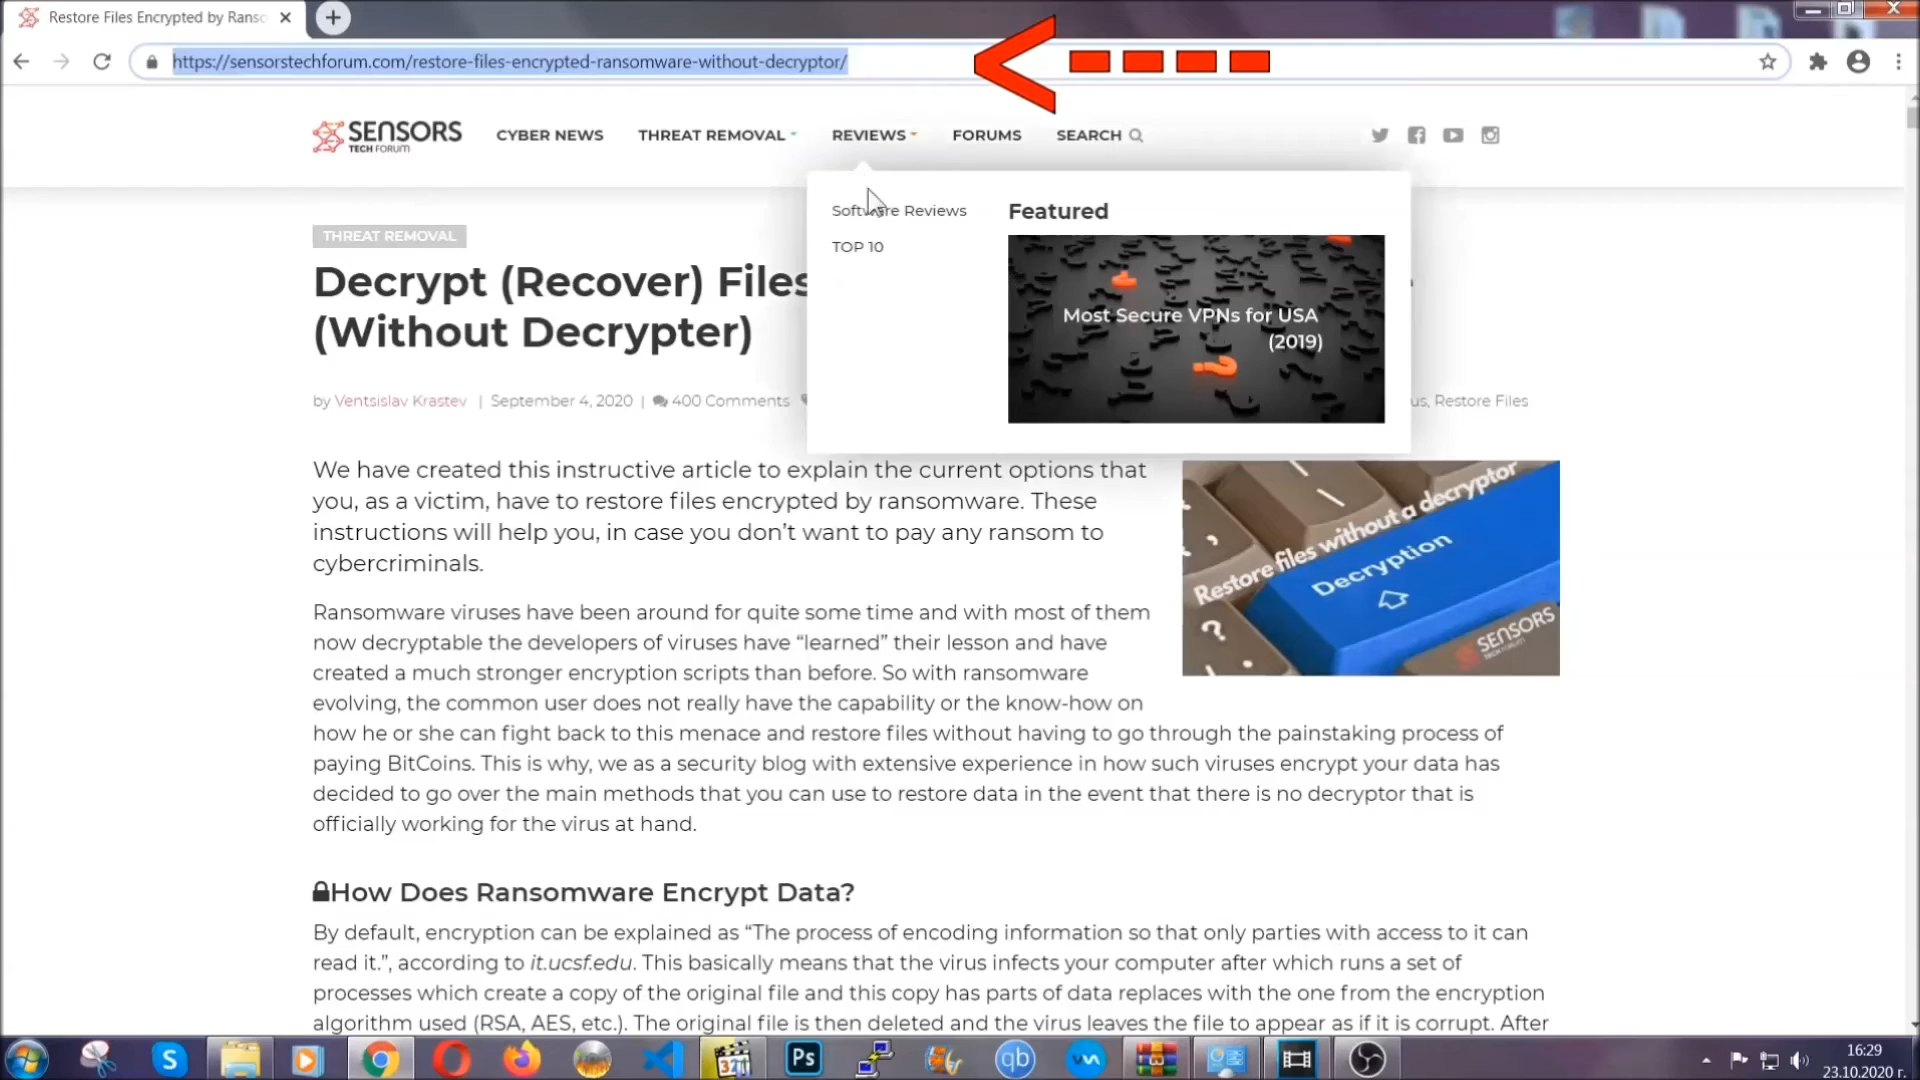 Restore Files Encrypted by Ranso
https://sensorstechforum.com/restore-files-encrypted-ransomware-without-decryptor/
SENSORS
TECH FORUM
CYBER NEWS THREAT REMOVAL REVIEWS FORUMS SEARCH
Software Reviews
TOP 10
Featured
Most Secure VPNs for USA
(2019)
THREAT REMOVAL
Decrypt (Recover) Files
(Without Decrypter)
by Ventsislav Krastev | September 4, 2020 | 400 Comments
us, Restore Files
We have created this instructive article to explain the current options that
you, as a victim, have to restore files encrypted by ransomware. These
instructions will help you, in case you don’t want to pay any ransom to
cybercriminals.
Restore files without a decryptor
Decryption
SENSORS
TECH FORUM
Ransomware viruses have been around for quite some time and with most of them
now decryptable the developers of viruses have “learned” their lesson and have
created a much stronger encryption scripts than before. So with ransomware
evolving, the common user does not really have the capability or the know-how on
how he or she can fight back to this menace and restore files without having to go through the painstaking process of
paying BitCoins. This is why, we as a security blog with extensive experience in how such viruses encrypt your data has
decided to go over the main methods that you can use to restore data in the event that there is no decryptor that is
officially working for the virus at hand.
How Does Ransomware Encrypt Data?
By default, encryption can be explained as “The process of encoding information so that only parties with access to it can
read it.”, according to it.ucsf.edu. This basically means that the virus infects your computer after which runs a set of
processes which create a copy of the original file and this copy has parts of data replaces with the one from the encryption
algorithm used (RSA, AES, etc.). The original file is then deleted and the virus leaves the file to appear as if it is corrupt. After
S
321
Ps
qb
16:29
23.10.2020 г.